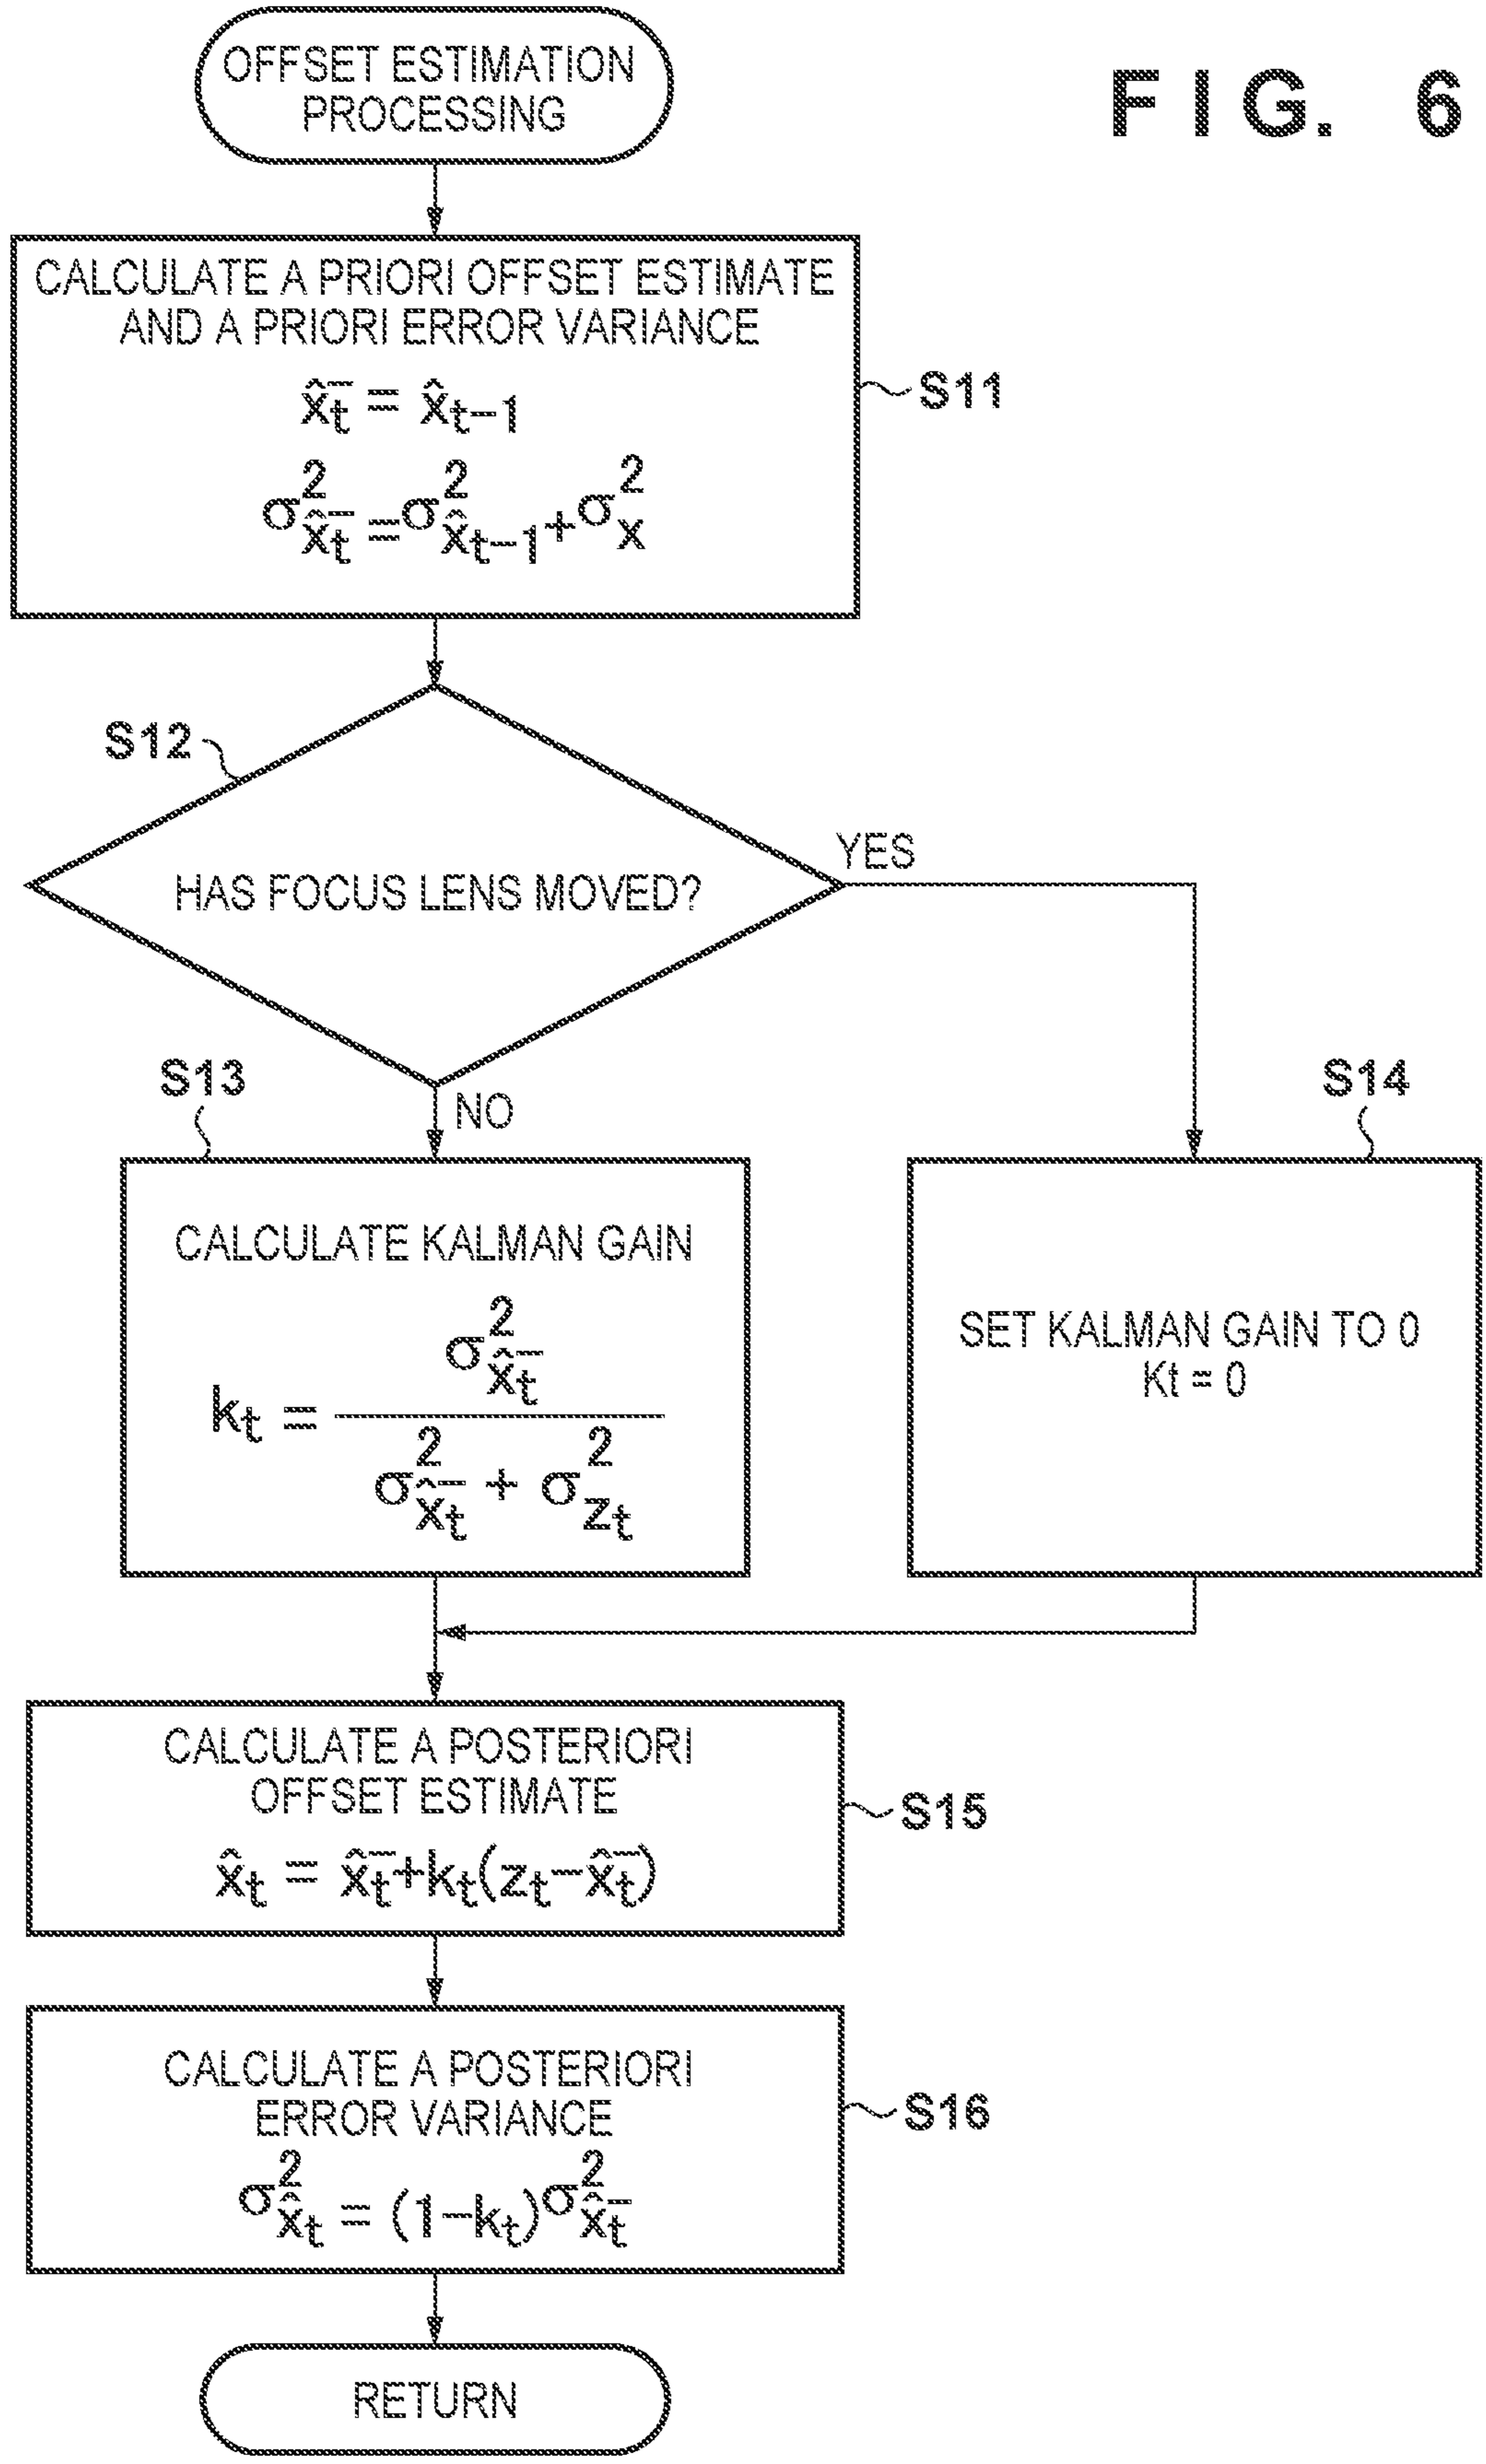 FIG. 6
OFFSET ESTIMATION
PROCESSING
CALCULATE A PRIORI OFFSET ESTIMATE
AND A PRIORI ERROR VARIANCE
x̂t⁻ = x̂t−1
σ²x̂t⁻ = σ²x̂t−1 + σ²x
S11
S12
HAS FOCUS LENS MOVED?
YES
NO
S13
CALCULATE KALMAN GAIN
kt = σ²x̂t⁻ / (σ²x̂t⁻ + σ²zt)
S14
SET KALMAN GAIN TO 0
Kt = 0
CALCULATE A POSTERIORI
OFFSET ESTIMATE
x̂t = x̂t⁻+kt(zt−x̂t⁻)
S15
CALCULATE A POSTERIORI
ERROR VARIANCE
σ²x̂t = (1−kt)σ²x̂t⁻
S16
RETURN